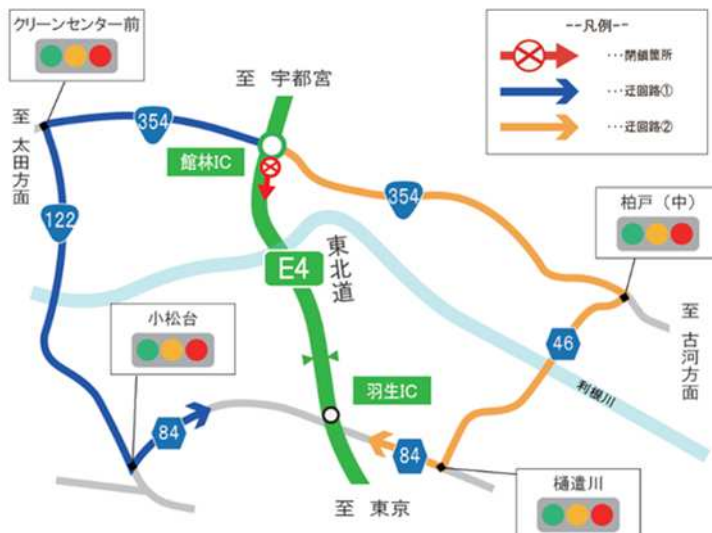 クリーンセンター前
至 太田方面
354
122
至 宇都宮
館林IC
--凡例--
…閉鎖箇所
…迂回路①
…迂回路②
354
柏戸（中）
至 古河方面
東北道
E4
46
利根川
小松台
84
羽生IC
84
樋遣川
至 東京